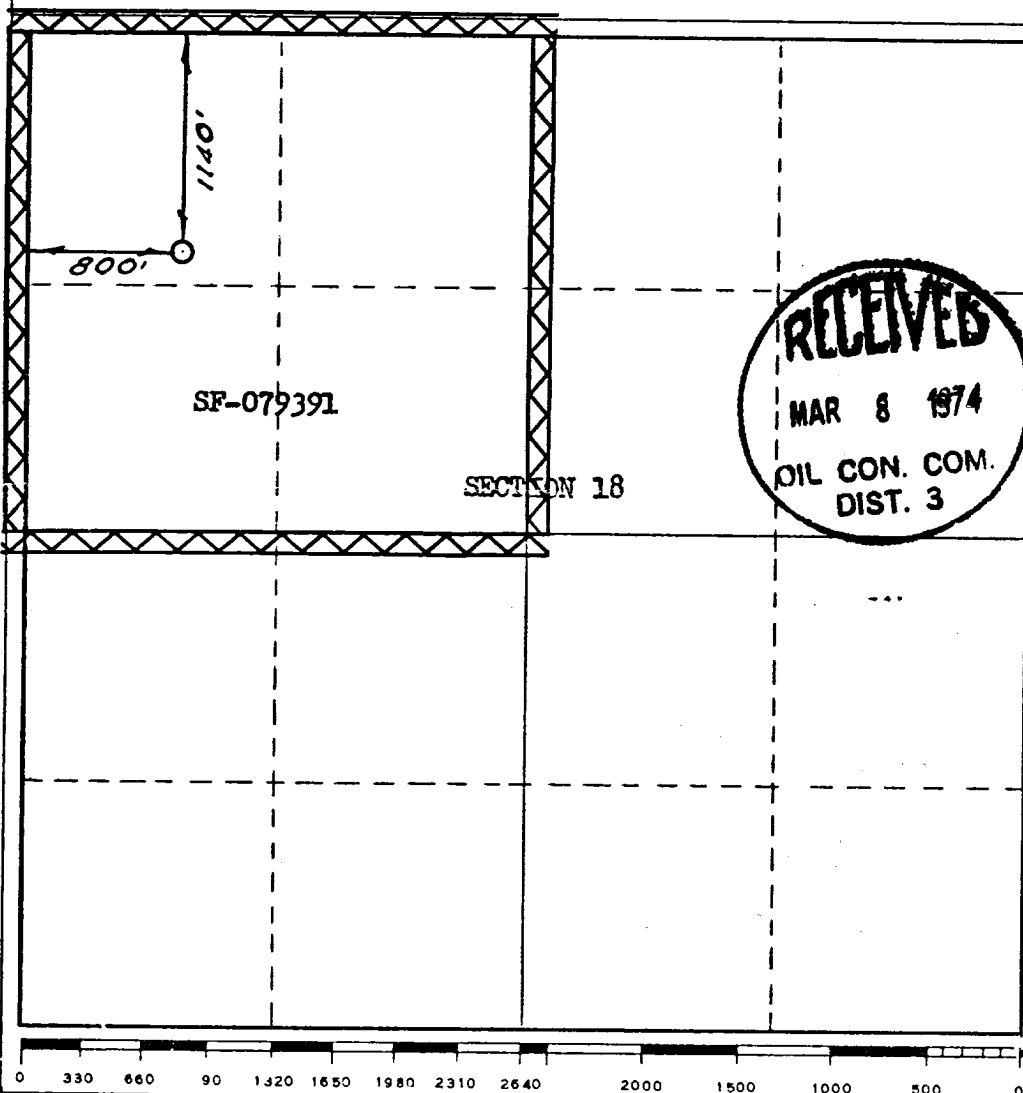 1140'
800'
SF-079391
SECTION 18
RECEIVED
MAR 8 1974
OIL CON. COM.
DIST. 3
0 330 660 90 1320 1650 1980 2310 2640 2000 1500 1000 500 0